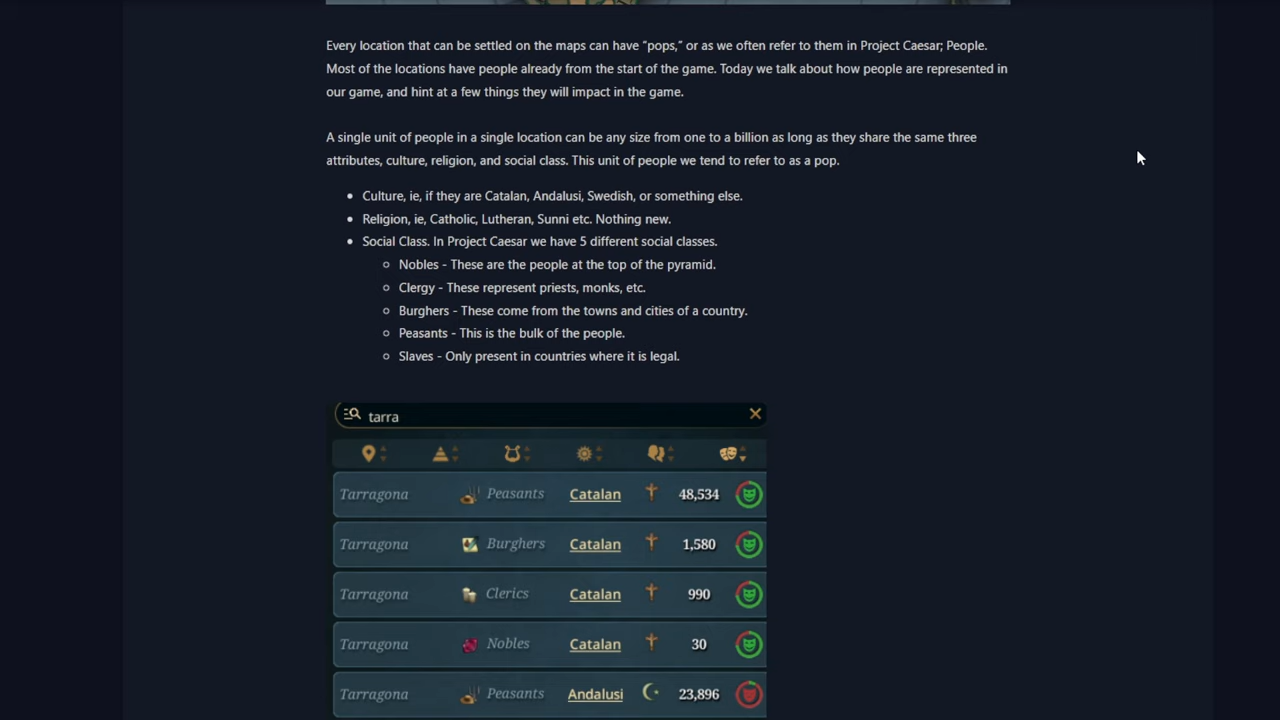 Every location that can be settled on the maps can have “pops,” or as we often refer to them in Project Caesar; People.
Most of the locations have people already from the start of the game. Today we talk about how people are represented in
our game, and hint at a few things they will impact in the game.
A single unit of people in a single location can be any size from one to a billion as long as they share the same three
attributes, culture, religion, and social class. This unit of people we tend to refer to as a pop.
Culture, ie, if they are Catalan, Andalusi, Swedish, or something else.
Religion, ie, Catholic, Lutheran, Sunni etc. Nothing new.
Social Class. In Project Caesar we have 5 different social classes.
Nobles - These are the people at the top of the pyramid.
Clergy - These represent priests, monks, etc.
Burghers - These come from the towns and cities of a country.
Peasants - This is the bulk of the people.
Slaves - Only present in countries where it is legal.
tarra
Tarragona Peasants Catalan 48,534
Tarragona Burghers Catalan 1,580
Tarragona Clerics Catalan 990
Tarragona Nobles Catalan 30
Tarragona Peasants Andalusi 23,896